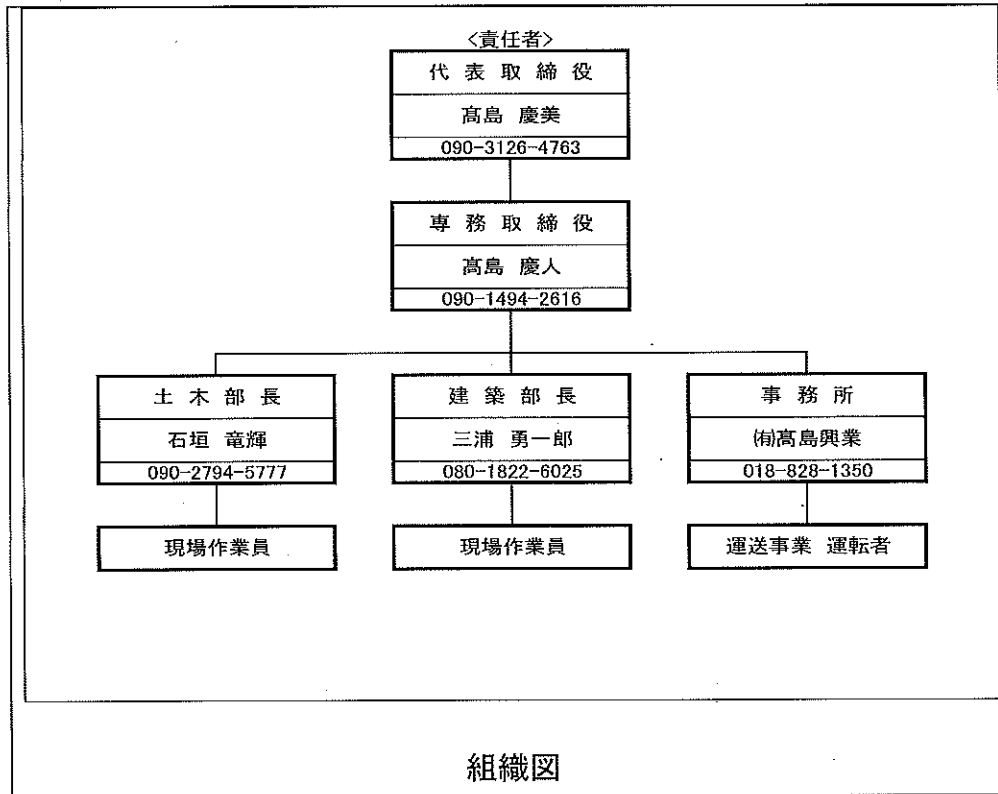 <責任者>
代表取締役
髙島 慶美
090-3126-4763
専務取締役
髙島 慶人
090-1494-2616
土木部長
石垣 竜輝
090-2794-5777
現場作業員
建築部長
三浦 勇一郎
080-1822-6025
現場作業員
事務所
㈲髙島興業
018-828-1350
運送事業 運転者
組織図